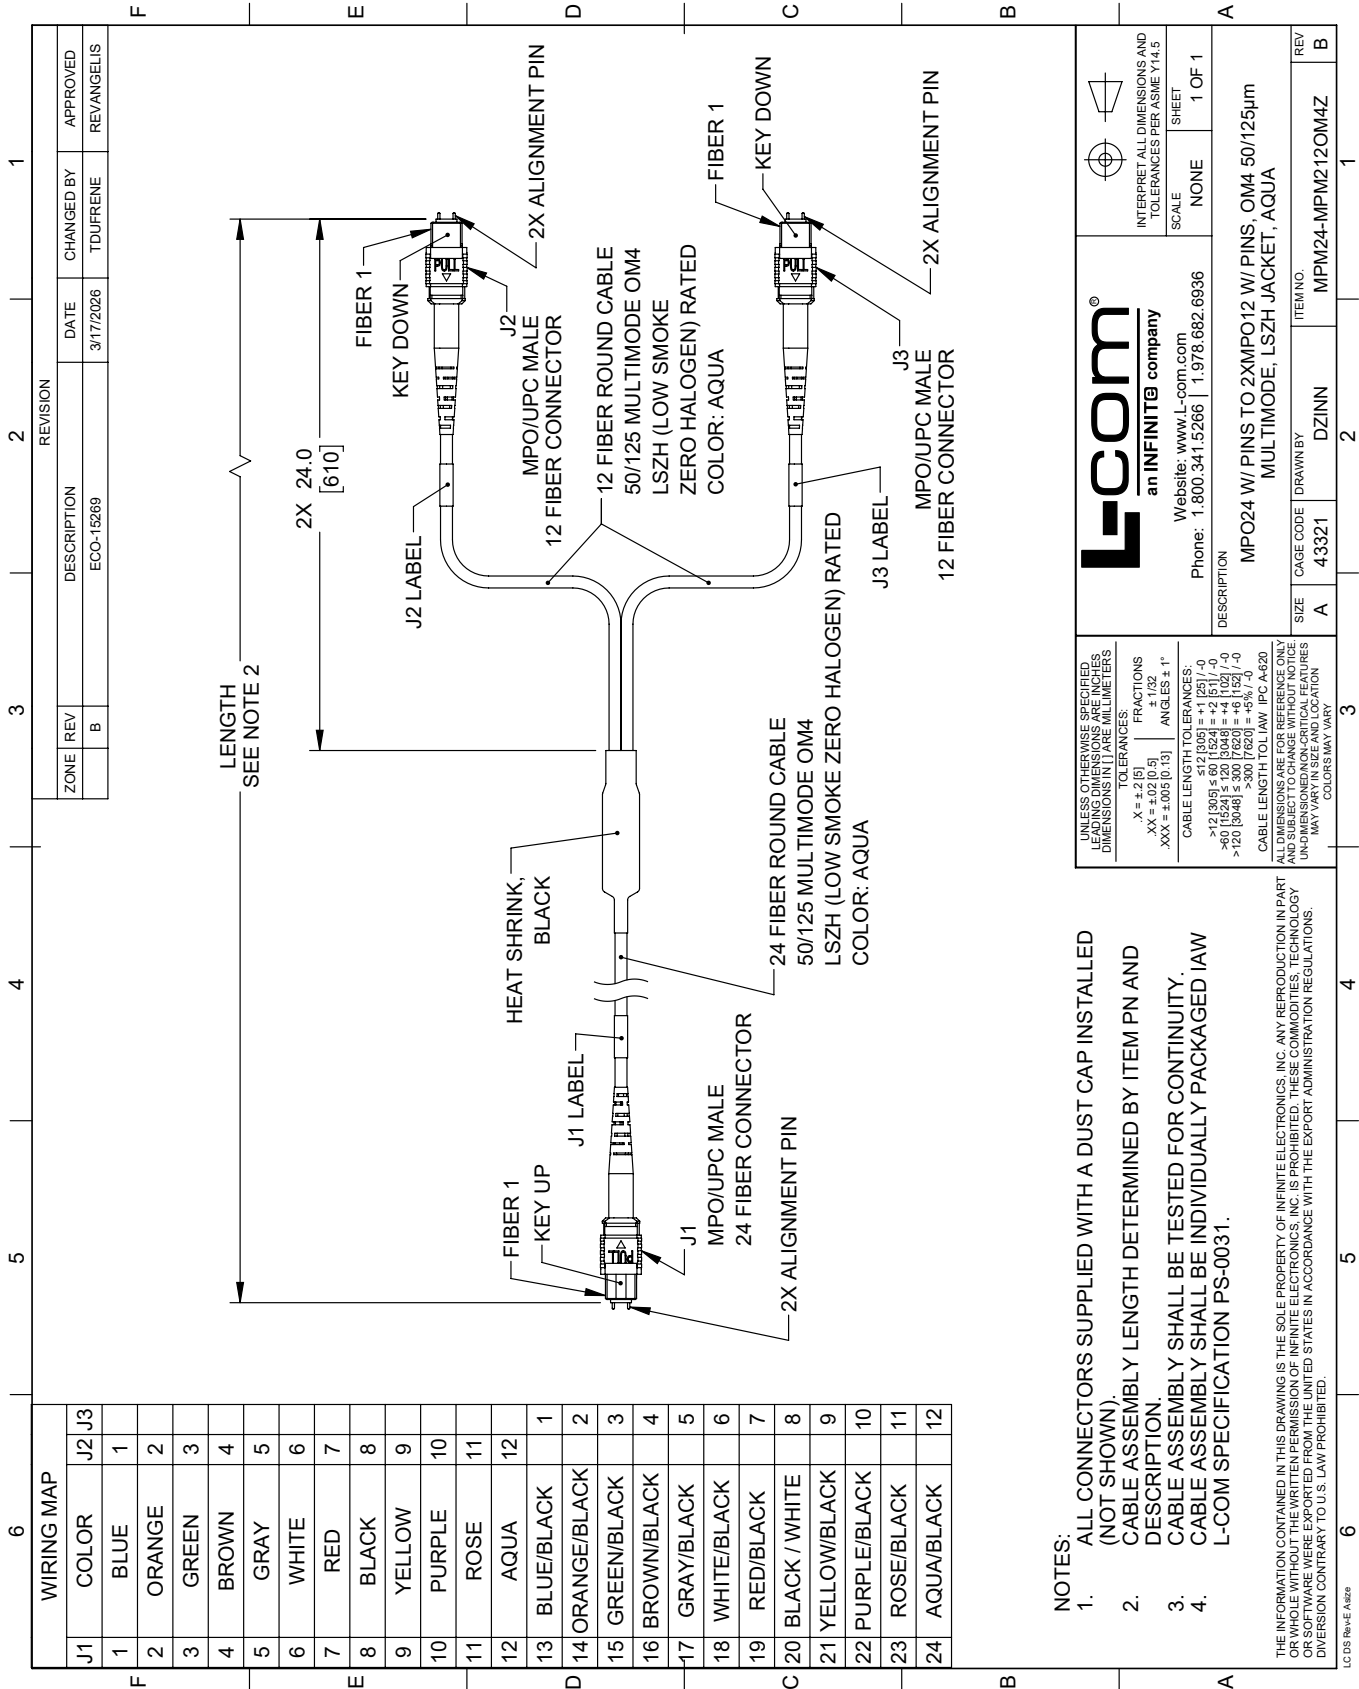 6
5
4
3
2
1
F
E
D
C
B
A
WIRING MAP
J1 COLOR J2 J3
1 BLUE 1
2 ORANGE 2
3 GREEN 3
4 BROWN 4
5 GRAY 5
6 WHITE 6
7 RED 7
8 BLACK 8
9 YELLOW 9
10 PURPLE 10
11 ROSE 11
12 AQUA 12
13 BLUE/BLACK 1
14 ORANGE/BLACK 2
15 GREEN/BLACK 3
16 BROWN/BLACK 4
17 GRAY/BLACK 5
18 WHITE/BLACK 6
19 RED/BLACK 7
20 BLACK / WHITE 8
21 YELLOW/BLACK 9
22 PURPLE/BLACK 10
23 ROSE/BLACK 11
24 AQUA/BLACK 12
REVISION
ZONE REV DESCRIPTION DATE CHANGED BY APPROVED
B ECO-15269 3/17/2026 TDUFRENE REVANGELIS
LENGTH
SEE NOTE 2
2X 24.0
[610]
FIBER 1
KEY DOWN
J2 LABEL
2X ALIGNMENT PIN
J2
MPO/UPC MALE
12 FIBER CONNECTOR
HEAT SHRINK,
BLACK
12 FIBER ROUND CABLE
50/125 MULTIMODE OM4
LSZH (LOW SMOKE
ZERO HALOGEN) RATED
COLOR: AQUA
FIBER 1
KEY UP
J1 LABEL
PULL
PULL
PULL
J1
MPO/UPC MALE
24 FIBER CONNECTOR
2X ALIGNMENT PIN
24 FIBER ROUND CABLE
50/125 MULTIMODE OM4
LSZH (LOW SMOKE ZERO HALOGEN) RATED
COLOR: AQUA
FIBER 1
KEY DOWN
2X ALIGNMENT PIN
J3 LABEL
J3
MPO/UPC MALE
12 FIBER CONNECTOR
NOTES:
1. ALL CONNECTORS SUPPLIED WITH A DUST CAP INSTALLED
(NOT SHOWN).
2. CABLE ASSEMBLY LENGTH DETERMINED BY ITEM PN AND
DESCRIPTION.
3. CABLE ASSEMBLY SHALL BE TESTED FOR CONTINUITY.
4. CABLE ASSEMBLY SHALL BE INDIVIDUALLY PACKAGED IAW
L-COM SPECIFICATION PS-0031.
THE INFORMATION CONTAINED IN THIS DRAWING IS THE SOLE PROPERTY OF INFINITE ELECTRONICS, INC. ANY REPRODUCTION IN PART
OR WHOLE WITHOUT THE WRITTEN PERMISSION OF INFINITE ELECTRONICS, INC. IS PROHIBITED. THESE COMMODITIES, TECHNOLOGY
OR SOFTWARE WERE EXPORTED FROM THE UNITED STATES IN ACCORDANCE WITH THE EXPORT ADMINISTRATION REGULATIONS.
DIVERSION CONTRARY TO U.S. LAW PROHIBITED.
UNLESS OTHERWISE SPECIFIED
LEADING DIMENSIONS ARE INCHES
DIMENSIONS IN [ ] ARE MILLIMETERS
TOLERANCES:
.X = ±.2 [5] FRACTIONS
.XX = ±.02 [0.5] ± 1/32
.XXX = ±.005 [0.13] ANGLES ± 1°
CABLE LENGTH TOLERANCES:
≤12 [305] = +1 [25] / -0
>12 [305] ≤ 60 [1524] = +2 [51] / -0
>60 [1524] ≤ 120 [3048] = +4 [102] / -0
>120 [3048] ≤ 300 [7620] = +6 [152] / -0
>300 [7620] = +5% / -0
CABLE LENGTH TOL IAW IPC A-620
ALL DIMENSIONS ARE FOR REFERENCE ONLY
AND SUBJECT TO CHANGE WITHOUT NOTICE.
UN-DIMENSIONED/NON-CRITICAL FEATURES
MAY VARY IN SIZE AND LOCATION
COLORS MAY VARY
L-com®
an INFINITE company
Website: www.L-com.com
Phone: 1.800.341.5266 | 1.978.682.6936
INTERPRET ALL DIMENSIONS AND
TOLERANCES PER ASME Y14.5
SCALE NONE
SHEET 1 OF 1
DESCRIPTION
MPO24 W/ PINS TO 2XMPO12 W/ PINS, OM4 50/125µm
MULTIMODE, LSZH JACKET, AQUA
SIZE A
CAGE CODE 43321
DRAWN BY DZINN
ITEM NO. MPM24-MPM212OM4Z
REV B
LC DS Rev-E Asize
6
5
4
3
2
1
F
E
D
C
B
A